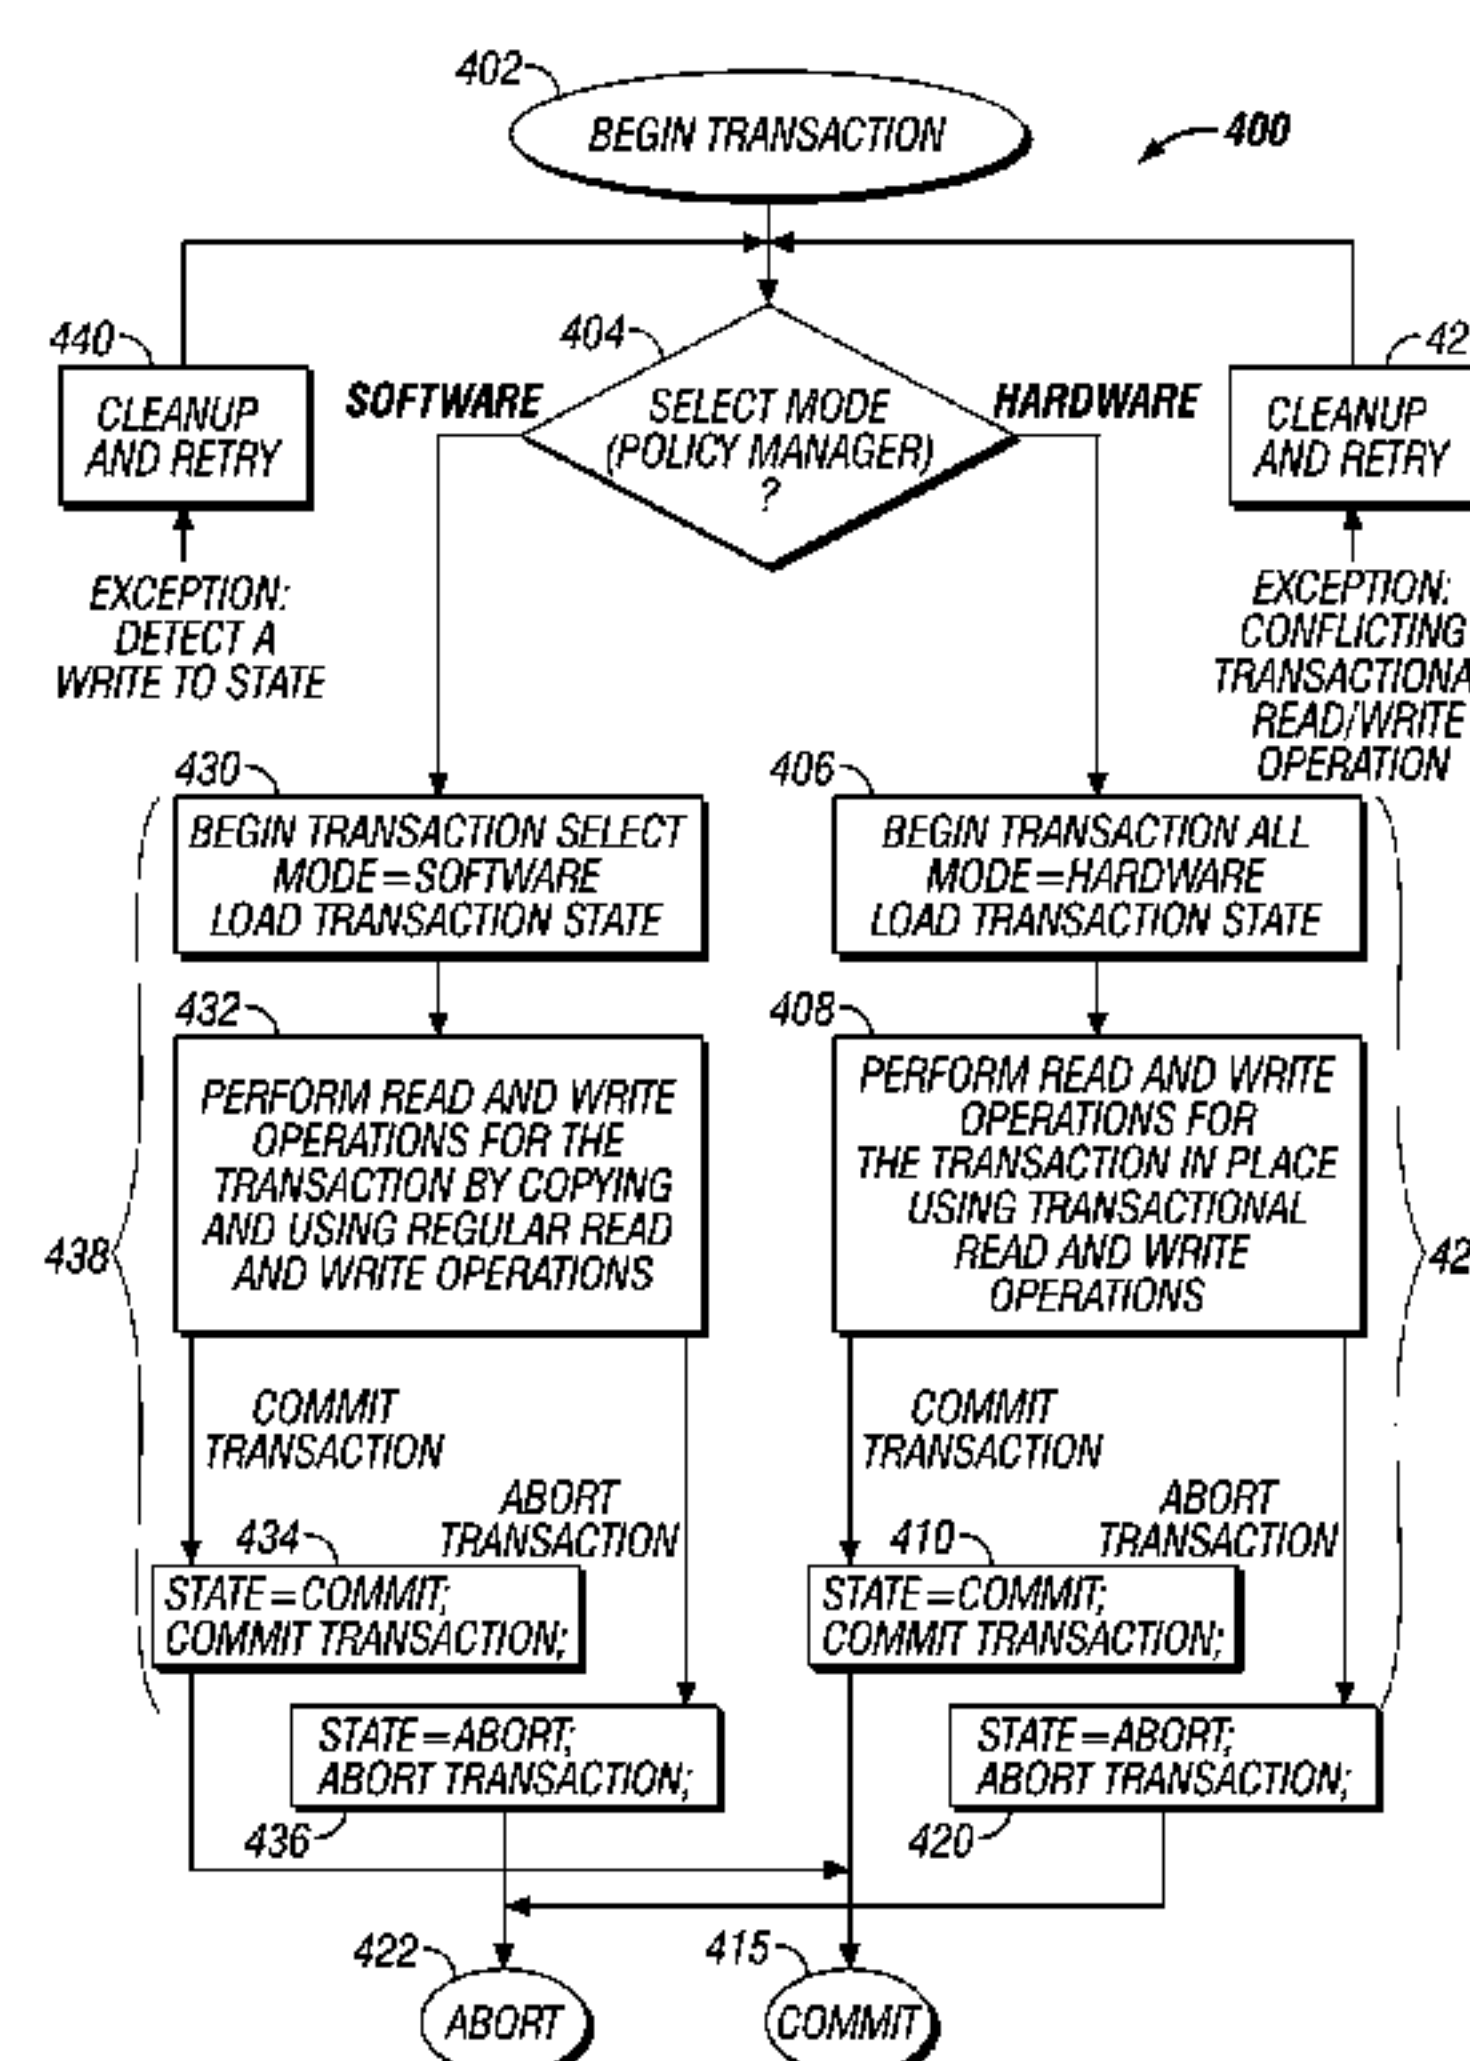 402
BEGIN TRANSACTION
400
440
CLEANUP
AND RETRY
EXCEPTION:
DETECT A
WRITE TO STATE
404
SOFTWARE
SELECT MODE
(POLICY MANAGER)
?
HARDWARE
42
CLEANUP
AND RETRY
EXCEPTION:
CONFLICTING
TRANSACTIONA
READ/WRITE
OPERATION
430
BEGIN TRANSACTION SELECT
MODE=SOFTWARE
LOAD TRANSACTION STATE
406
BEGIN TRANSACTION ALL
MODE=HARDWARE
LOAD TRANSACTION STATE
432
PERFORM READ AND WRITE
OPERATIONS FOR THE
TRANSACTION BY COPYING
AND USING REGULAR READ
AND WRITE OPERATIONS
408
PERFORM READ AND WRITE
OPERATIONS FOR
THE TRANSACTION IN PLACE
USING TRANSACTIONAL
READ AND WRITE
OPERATIONS
438
42
COMMIT
TRANSACTION
ABORT
TRANSACTION
COMMIT
TRANSACTION
ABORT
TRANSACTION
434
STATE=COMMIT;
COMMIT TRANSACTION;
410
STATE=COMMIT;
COMMIT TRANSACTION;
STATE=ABORT;
ABORT TRANSACTION;
436
STATE=ABORT;
ABORT TRANSACTION;
420
422
ABORT
415
COMMIT